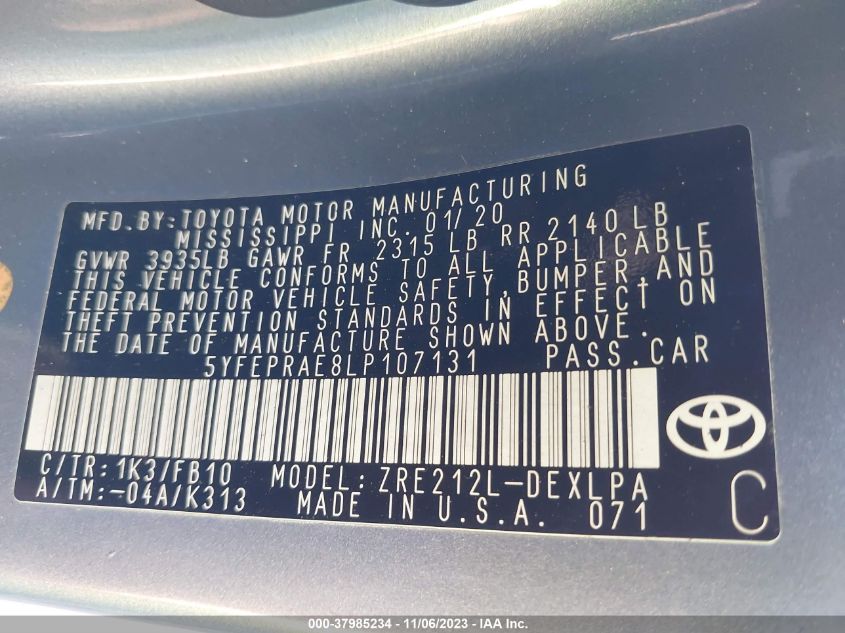 MFD. BY: TOYOTA MOTOR MANUFACTURING
MISSISSIPPI INC. 01/20
GVWR 3935LB GAWR FR 2315 LB RR 2140 LB
THIS VEHICLE CONFORMS TO ALL APPLICABLE
FEDERAL MOTOR VEHICLE SAFETY, BUMPER, AND
THEFT PREVENTION STANDARDS IN EFFECT ON
THE DATE OF MANUFACTURE SHOWN ABOVE.
5YFEPRAE8LP107131 PASS. CAR
C/TR: 1K3/FB10 MODEL: ZRE212L-DEXLPA
A/TM: -04A/K313 MADE IN U.S.A. 071 C
000-37985234 - 11/06/2023 - IAA Inc.